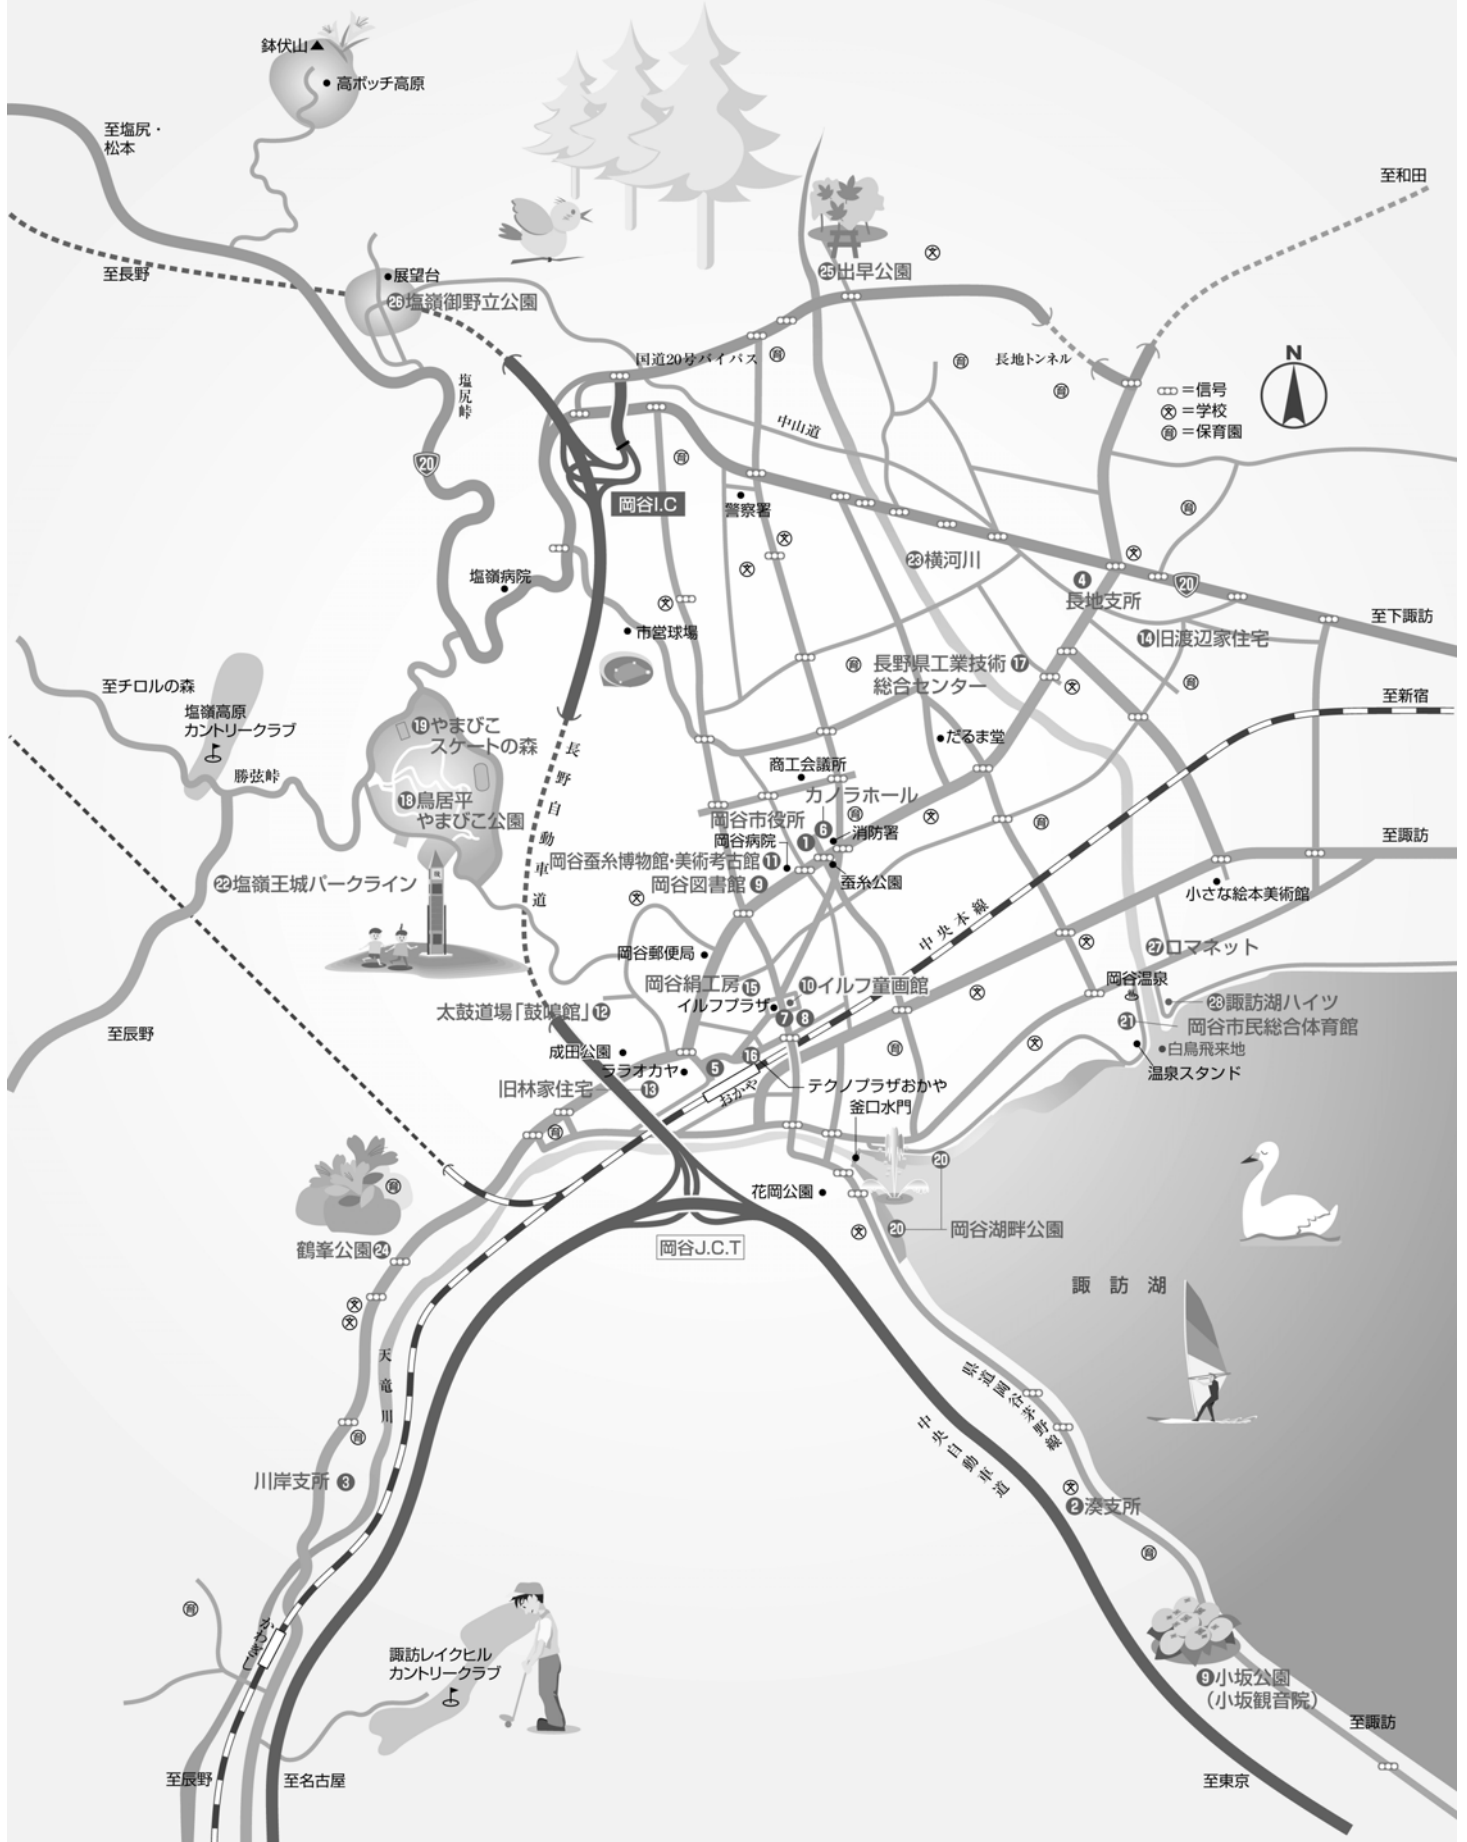 鉢伏山
高ボッチ高原
至塩尻・
松本
至和田
至長野
展望台
26塩嶺御野立公園
25出早公園
国道20号バイパス
長地トンネル
N
＝信号
文＝学校
育＝保育園
塩尻峠
中山道
20
岡谷I.C
警察署
23横河川
4
長地支所
20
塩嶺病院
至下諏訪
市営球場
14旧渡辺家住宅
長野県工業技術17
総合センター
至チロルの森
塩嶺高原
カントリークラブ
至新宿
19やまびこ
スケートの森
長野自動車道
だるま堂
勝弦峠
商工会議所
カノラホール
18鳥居平
やまびこ公園
岡谷市役所
6
消防署
1
岡谷病院
至諏訪
岡谷蚕糸博物館・美術考古館11
岡谷図書館9
蚕糸公園
22塩嶺王城パークライン
小さな絵本美術館
中央本線
岡谷郵便局
27ロマネット
岡谷絹工房15
10イルフ童画館
岡谷温泉
イルフプラザ
28諏訪湖ハイツ
太鼓道場「鼓鳴館」12
7 8
21
岡谷市民総合体育館
至辰野
成田公園
16
白鳥飛来地
ララオカヤ
5
温泉スタンド
旧林家住宅13
おかや
テクノプラザおかや
釜口水門
20
花岡公園
20
岡谷湖畔公園
鶴峯公園24
岡谷J.C.T
諏訪湖
天竜川
県道岡谷茅野線
中央自動車道
川岸支所3
2湊支所
かわぎし
諏訪レイクヒル
カントリークラブ
9小坂公園
（小坂観音院）
至諏訪
至辰野
至名古屋
至東京